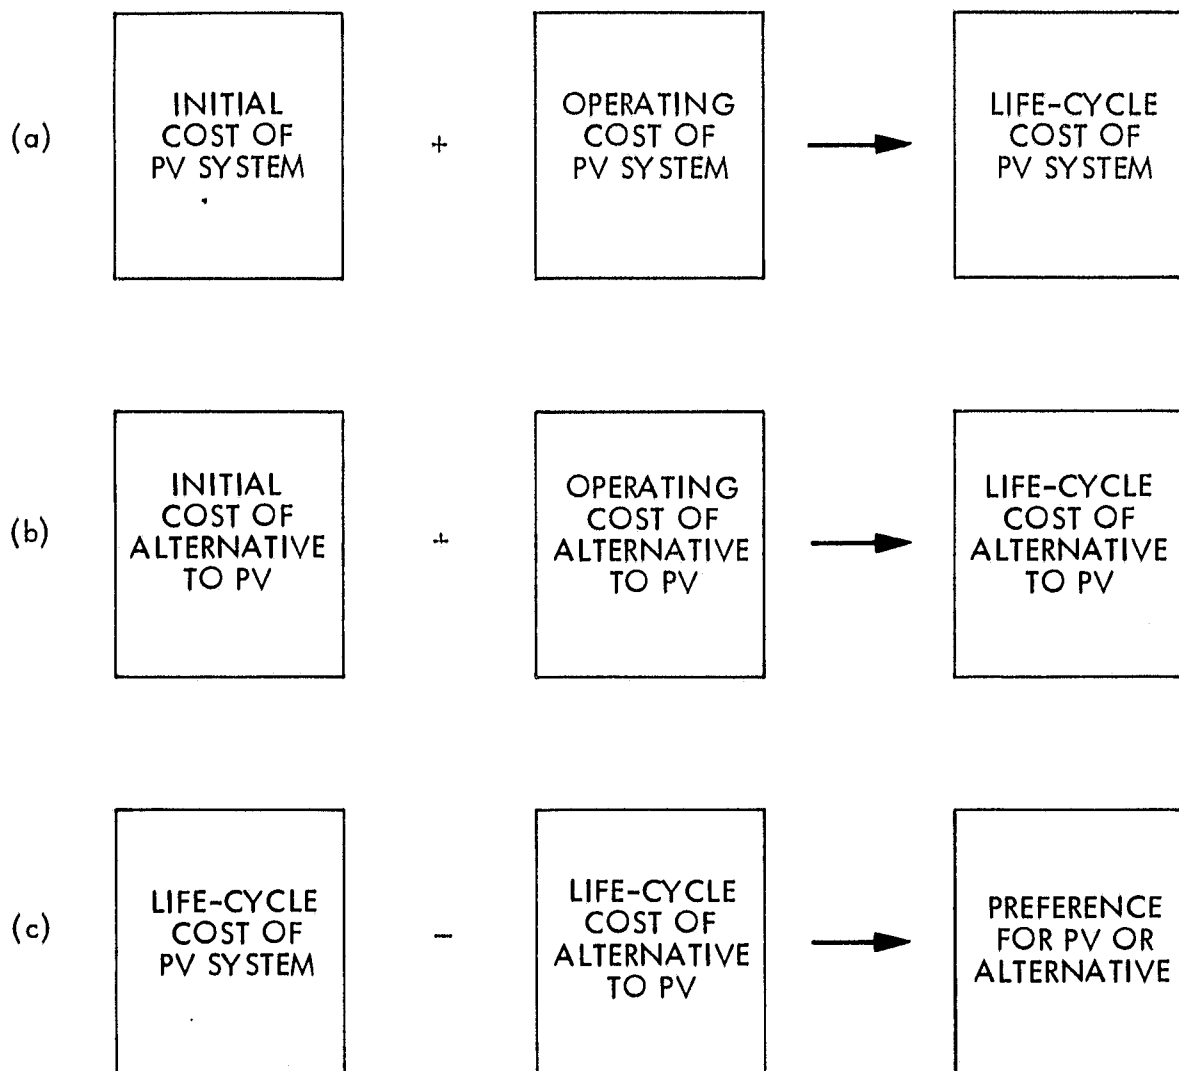 (a)
INITIAL
COST OF
PV SYSTEM
+
OPERATING
COST OF
PV SYSTEM
LIFE-CYCLE
COST OF
PV SYSTEM
(b)
INITIAL
COST OF
ALTERNATIVE
TO PV
+
OPERATING
COST OF
ALTERNATIVE
TO PV
LIFE-CYCLE
COST OF
ALTERNATIVE
TO PV
(c)
LIFE-CYCLE
COST OF
PV SYSTEM
-
LIFE-CYCLE
COST OF
ALTERNATIVE
TO PV
PREFERENCE
FOR PV OR
ALTERNATIVE